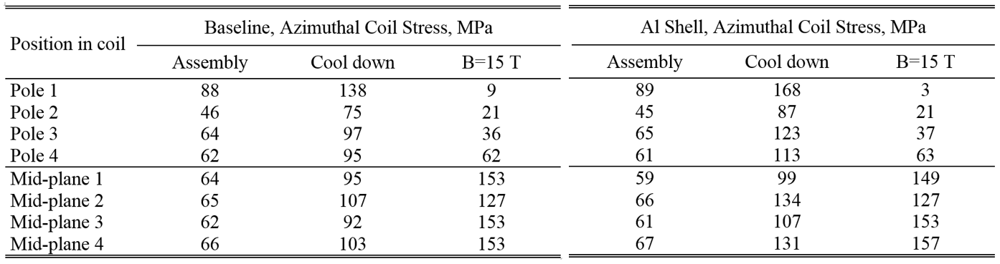 Position in coil Baseline, Azimuthal Coil Stress, MPa Al Shell, Azimuthal Coil Stress, MPa
Assembly Cool down B=15 T Assembly Cool down B=15 T
Pole 1 88 138 9 89 168 3
Pole 2 46 75 21 45 87 21
Pole 3 64 97 36 65 123 37
Pole 4 62 95 62 61 113 63
Mid-plane 1 64 95 153 59 99 149
Mid-plane 2 65 107 127 66 134 127
Mid-plane 3 62 92 153 61 107 153
Mid-plane 4 66 103 153 67 131 157